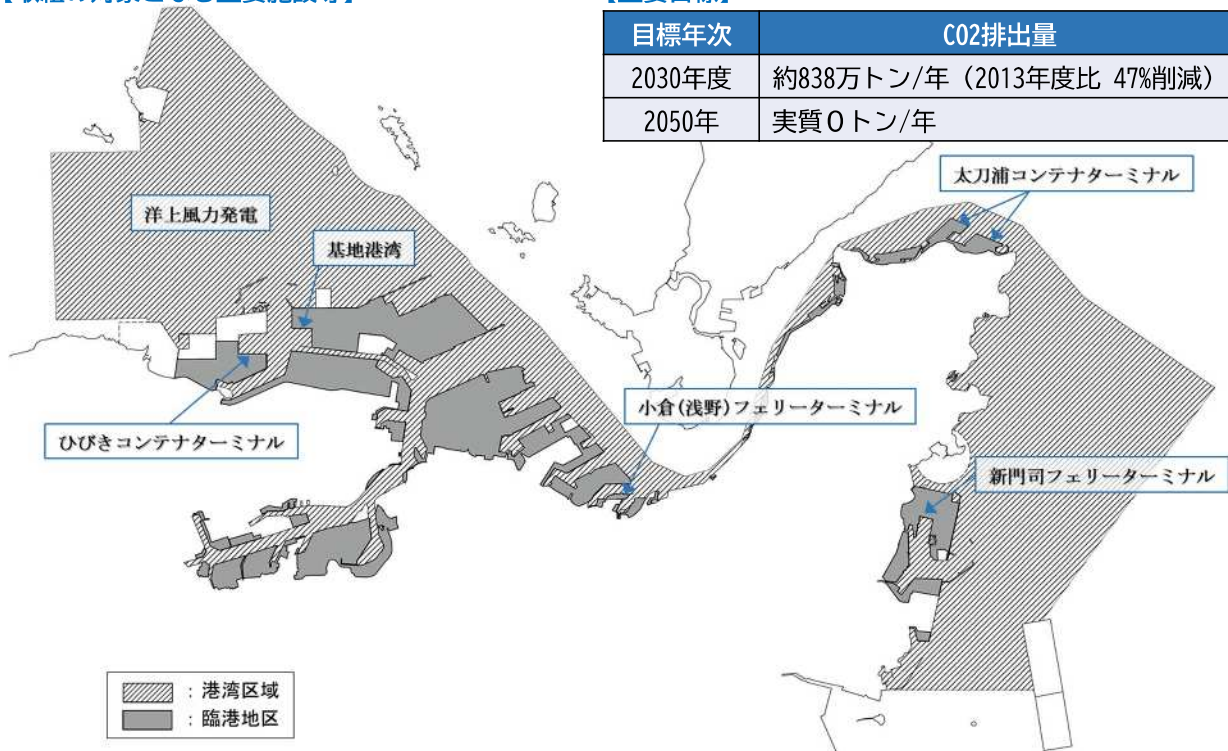 目標年次 CO2排出量
2030年度 約838万トン/年（2013年度比 47%削減）
2050年 実質0トン/年
太刀浦コンテナターミナル
洋上風力発電
基地港湾
小倉(浅野)フェリーターミナル
ひびきコンテナターミナル
新門司フェリーターミナル
：港湾区域
：臨港地区